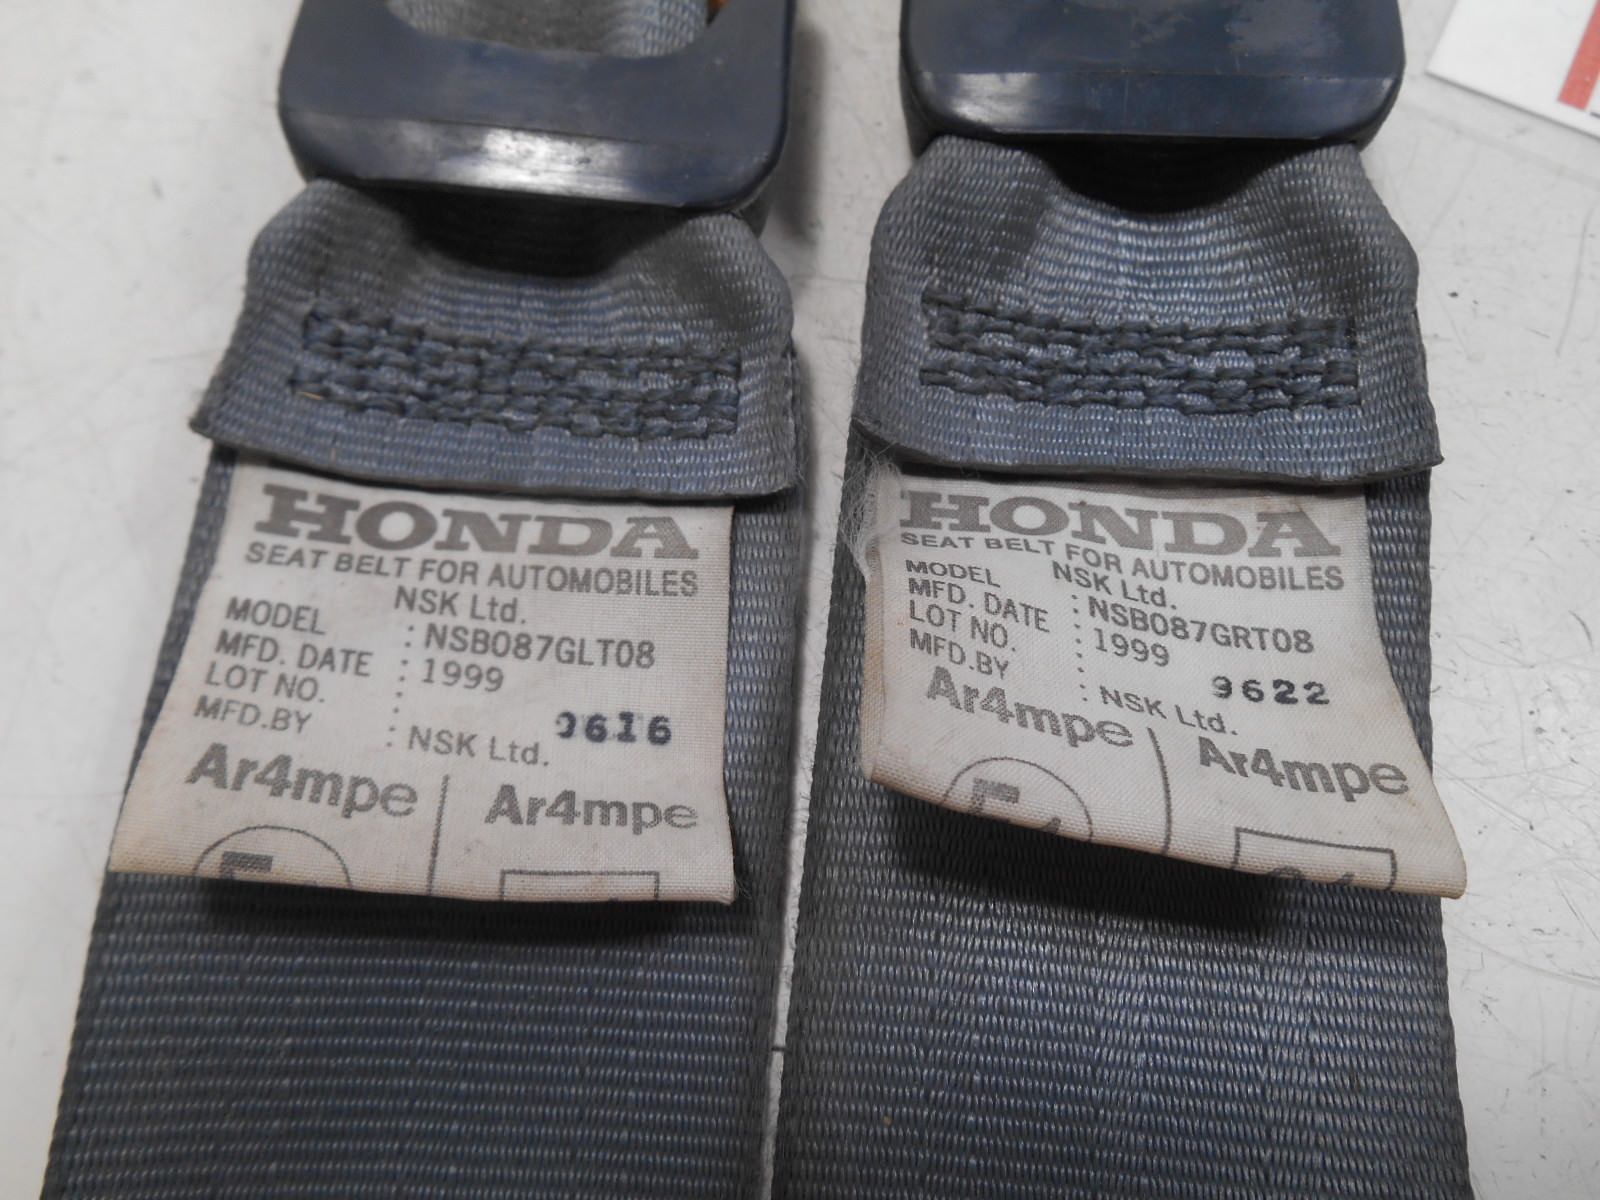 HONDA
SEAT BELT FOR AUTOMOBILES
NSK Ltd.
MODEL : NSB087GLT08
MFD. DATE : 1999
LOT NO. : 9616
MFD.BY : NSK Ltd.
Ar4mpe Ar4mpe
HONDA
SEAT BELT FOR AUTOMOBILES
NSK Ltd.
MODEL : NSB087GRT08
MFD. DATE : 1999
LOT NO. : 9622
MFD.BY : NSK Ltd.
Ar4mpe Ar4mpe